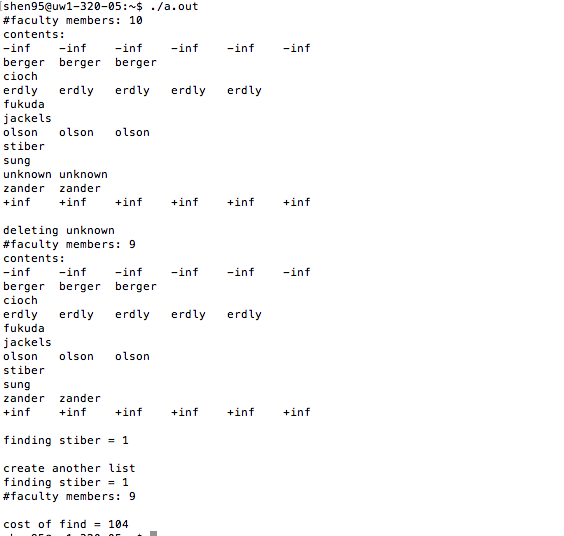 [shen95@uw1-320-05:~$ ./a.out
#faculty members: 10
contents:
-inf -inf -inf -inf -inf -inf
berger berger berger
cioch
erdly erdly erdly erdly erdly
fukuda
jackels
olson olson olson
stiber
sung
unknown unknown
zander zander
+inf +inf +inf +inf +inf +inf
deleting unknown
#faculty members: 9
contents:
-inf -inf -inf -inf -inf -inf
berger berger berger
cioch
erdly erdly erdly erdly erdly
fukuda
jackels
olson olson olson
stiber
sung
zander zander
+inf +inf +inf +inf +inf +inf
finding stiber = 1
create another list
finding stiber = 1
#faculty members: 9
cost of find = 104